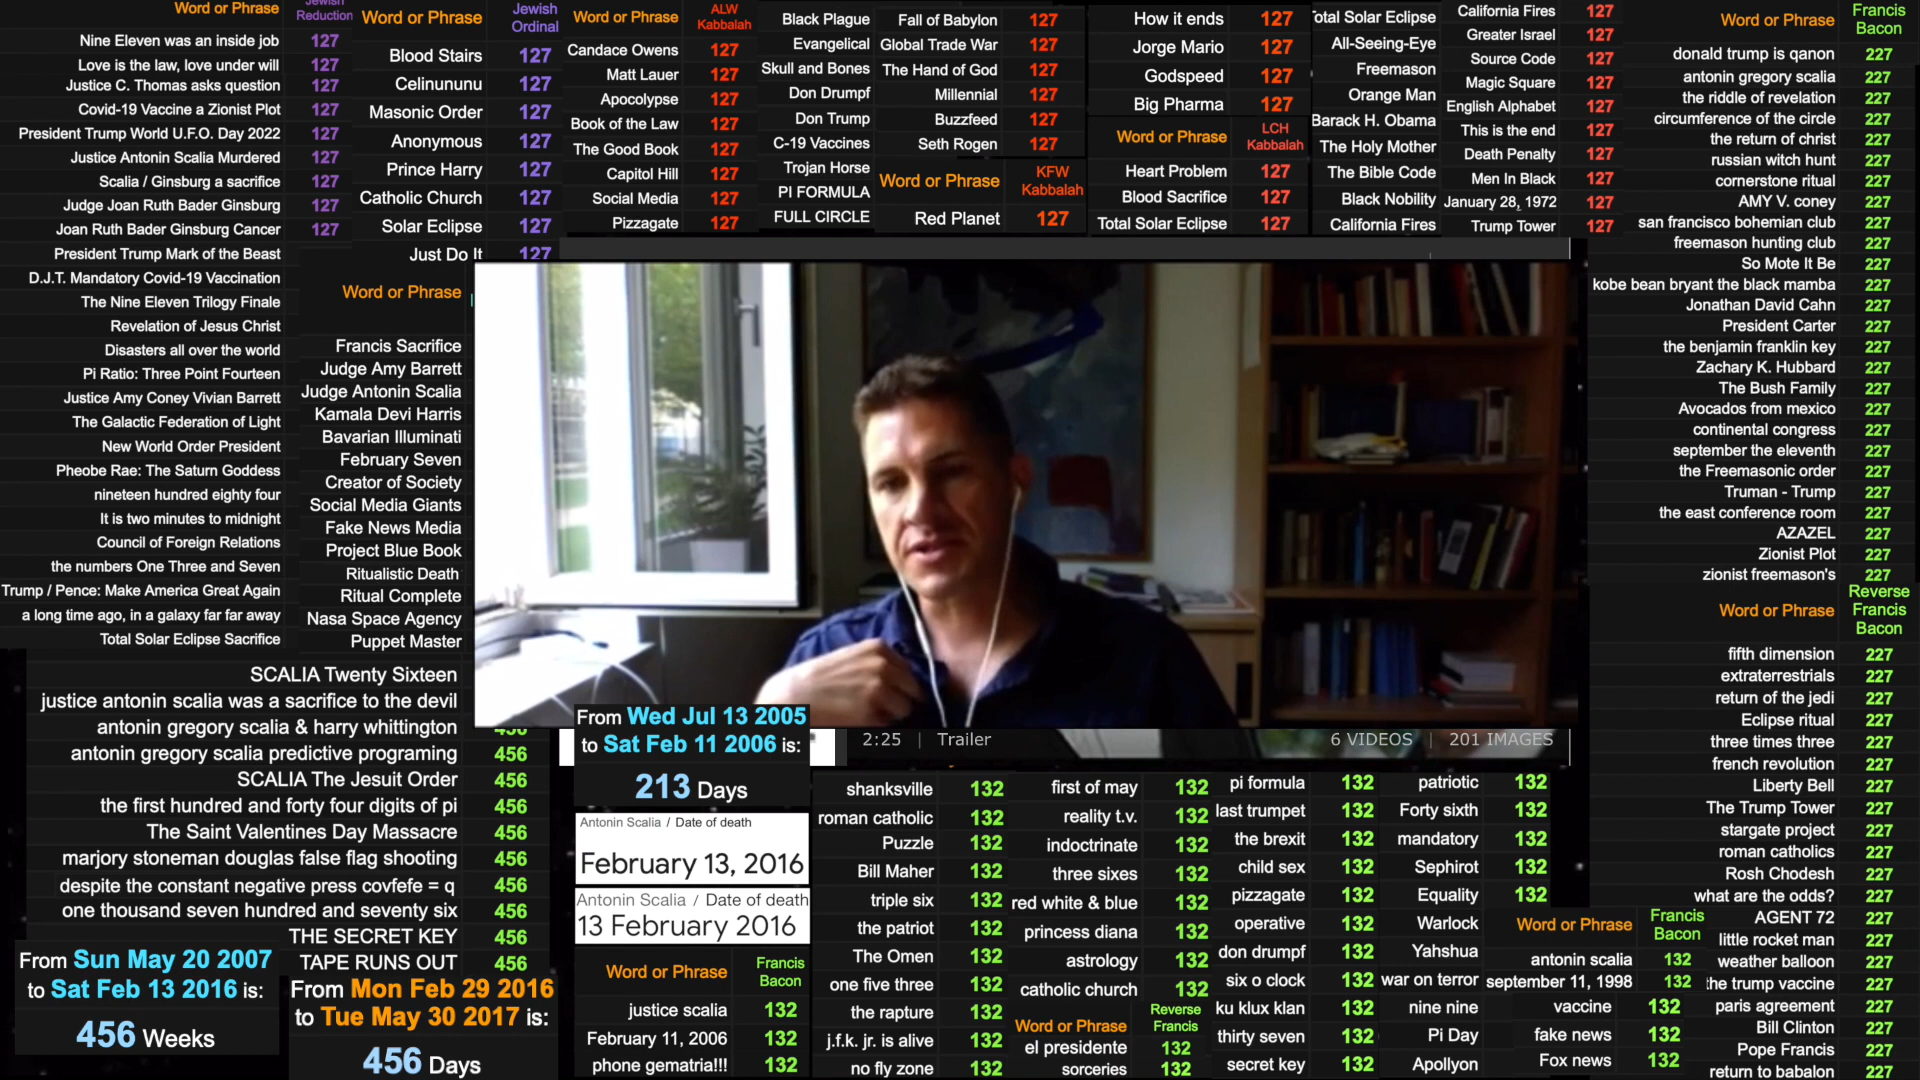 Word or Phrase
Jewish Reduction
Nine Eleven was an inside job 127
Love is the law, love under will 127
Justice C. Thomas asks question 127
Covid-19 Vaccine a Zionist Plot 127
President Trump World U.F.O. Day 2022 127
Justice Antonin Scalia Murdered 127
Scalia / Ginsburg a sacrifice 127
Judge Joan Ruth Bader Ginsburg 127
Joan Ruth Bader Ginsburg Cancer 127
President Trump Mark of the Beast
D.J.T. Mandatory Covid-19 Vaccination
The Nine Eleven Trilogy Finale
Revelation of Jesus Christ
Disasters all over the world
Pi Ratio: Three Point Fourteen
Justice Amy Coney Vivian Barrett
The Galactic Federation of Light
New World Order President
Pheobe Rae: The Saturn Goddess
nineteen hundred eighty four
It is two minutes to midnight
Council of Foreign Relations
the numbers One Three and Seven
Trump / Pence: Make America Great Again
a long time ago, in a galaxy far far away
Total Solar Eclipse Sacrifice
Word or Phrase
Jewish Ordinal
Blood Stairs 127
Celinununu 127
Masonic Order 127
Anonymous 127
Prince Harry 127
Catholic Church 127
Solar Eclipse 127
Just Do It 127
Word or Phrase
Francis Sacrifice
Judge Amy Barrett
Judge Antonin Scalia
Kamala Devi Harris
Bavarian Illuminati
February Seven
Creator of Society
Social Media Giants
Fake News Media
Project Blue Book
Ritualistic Death
Ritual Complete
Nasa Space Agency
Puppet Master
Word or Phrase
ALW Kabbalah
Candace Owens 127
Matt Lauer 127
Apocolypse 127
Book of the Law 127
The Good Book 127
Capitol Hill 127
Social Media 127
Pizzagate 127
Black Plague
Evangelical
Skull and Bones
Don Drumpf
Don Trump
C-19 Vaccines
Trojan Horse
PI FORMULA
FULL CIRCLE
Fall of Babylon 127
Global Trade War 127
The Hand of God 127
Millennial 127
Buzzfeed 127
Seth Rogen 127
Word or Phrase
KFW Kabbalah
Red Planet 127
How it ends 127
Jorge Mario 127
Godspeed 127
Big Pharma 127
Word or Phrase
LCH Kabbalah
Heart Problem 127
Blood Sacrifice 127
Total Solar Eclipse 127
Total Solar Eclipse
All-Seeing-Eye
Freemason
Orange Man
Barack H. Obama
The Holy Mother
The Bible Code
Black Nobility
California Fires
California Fires 127
Greater Israel 127
Source Code 127
Magic Square 127
English Alphabet 127
This is the end 127
Death Penalty 127
Men In Black 127
January 28, 1972 127
Trump Tower 127
Word or Phrase
Francis Bacon
donald trump is qanon 227
antonin gregory scalia 227
the riddle of revelation 227
circumference of the circle 227
the return of christ 227
russian witch hunt 227
cornerstone ritual 227
AMY V. coney 227
san francisco bohemian club 227
freemason hunting club 227
So Mote It Be 227
kobe bean bryant the black mamba 227
Jonathan David Cahn 227
President Carter 227
the benjamin franklin key 227
Zachary K. Hubbard 227
The Bush Family 227
Avocados from mexico 227
continental congress 227
september the eleventh 227
the Freemasonic order 227
Truman - Trump 227
the east conference room 227
AZAZEL 227
Zionist Plot 227
zionist freemason's 227
Word or Phrase
Reverse Francis Bacon
fifth dimension 227
extraterrestrials 227
return of the jedi 227
Eclipse ritual 227
three times three 227
french revolution 227
Liberty Bell 227
The Trump Tower 227
stargate project 227
roman catholics 227
Rosh Chodesh 227
what are the odds? 227
AGENT 72 227
little rocket man 227
weather balloon 227
the trump vaccine 227
paris agreement 227
Bill Clinton 227
Pope Francis 227
return to babalon 227
SCALIA Twenty Sixteen
justice antonin scalia was a sacrifice to the devil
antonin gregory scalia & harry whittington 456
antonin gregory scalia predictive programing 456
SCALIA The Jesuit Order 456
the first hundred and forty four digits of pi 456
The Saint Valentines Day Massacre 456
marjory stoneman douglas false flag shooting 456
despite the constant negative press covfefe = q 456
one thousand seven hundred and seventy six 456
THE SECRET KEY 456
TAPE RUNS OUT 456
From Sun May 20 2007
to Sat Feb 13 2016 is:
456 Weeks
From Mon Feb 29 2016
to Tue May 30 2017 is:
456 Days
From Wed Jul 13 2005
to Sat Feb 11 2006 is:
213 Days
Antonin Scalia / Date of death
February 13, 2016
Antonin Scalia / Date of death
13 February 2016
Word or Phrase
Francis Bacon
justice scalia 132
February 11, 2006 132
phone gematria!!! 132
2:25 | Trailer
6 VIDEOS | 201 IMAGES
shanksville 132
roman catholic 132
Puzzle 132
Bill Maher 132
triple six 132
the patriot 132
The Omen 132
one five three 132
the rapture 132
j.f.k. jr. is alive 132
no fly zone 132
first of may 132
reality t.v. 132
indoctrinate 132
three sixes 132
red white & blue 132
princess diana 132
astrology 132
catholic church 132
Word or Phrase
Reverse Francis
el presidente 132
sorceries 132
pi formula 132
last trumpet 132
the brexit 132
child sex 132
pizzagate 132
operative 132
don drumpf 132
six o clock 132
ku klux klan 132
thirty seven 132
secret key 132
patriotic 132
Forty sixth 132
mandatory 132
Sephirot 132
Equality 132
Warlock
Yahshua
war on terror
nine nine
Pi Day
Apollyon
Word or Phrase
Francis Bacon
antonin scalia 132
september 11, 1998 132
vaccine 132
fake news 132
Fox news 132